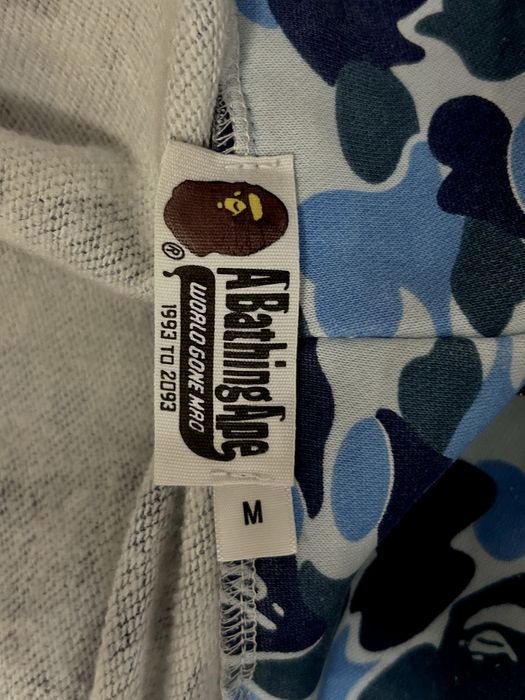 ®
A Bathing Ape
WORLD GONE MAD
1993 TO 2093
M